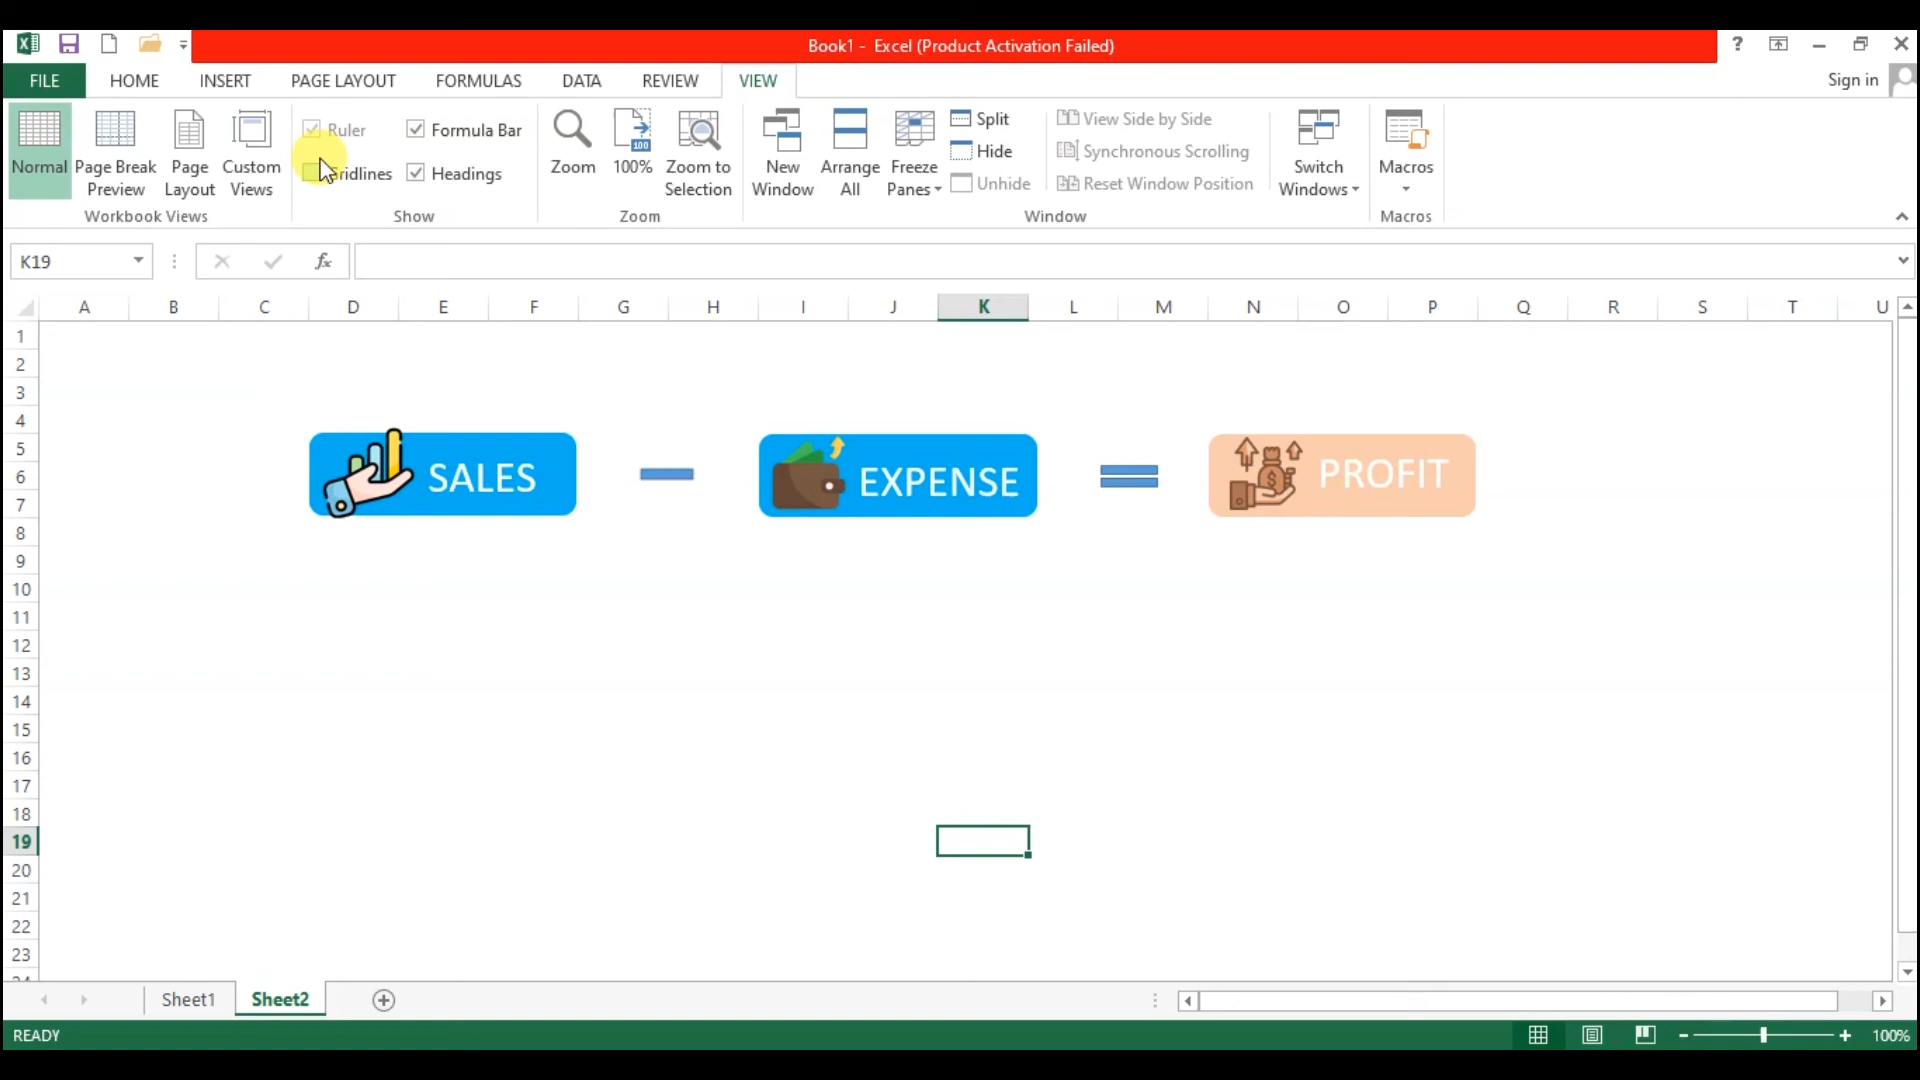 Book1 - Excel (Product Activation Failed)
?
FILE HOME INSERT PAGE LAYOUT FORMULAS DATA REVIEW VIEW Sign in
Normal Page Break Preview Page Layout Custom Views
Workbook Views
Ruler Formula Bar
Gridlines Headings
Show
Zoom 100% Zoom to Selection
100
Zoom
New Window Arrange All Freeze Panes
Split
Hide
Unhide
View Side by Side
Synchronous Scrolling
Reset Window Position
Switch Windows
Window
Macros
Macros
K19 fx
A B C D E F G H I J K L M N O P Q R S T U
1
2
3
4
5
6
7
8
9
10
11
12
13
14
15
16
17
18
19
20
21
22
23
SALES EXPENSE PROFIT
Sheet1 Sheet2
READY 100%